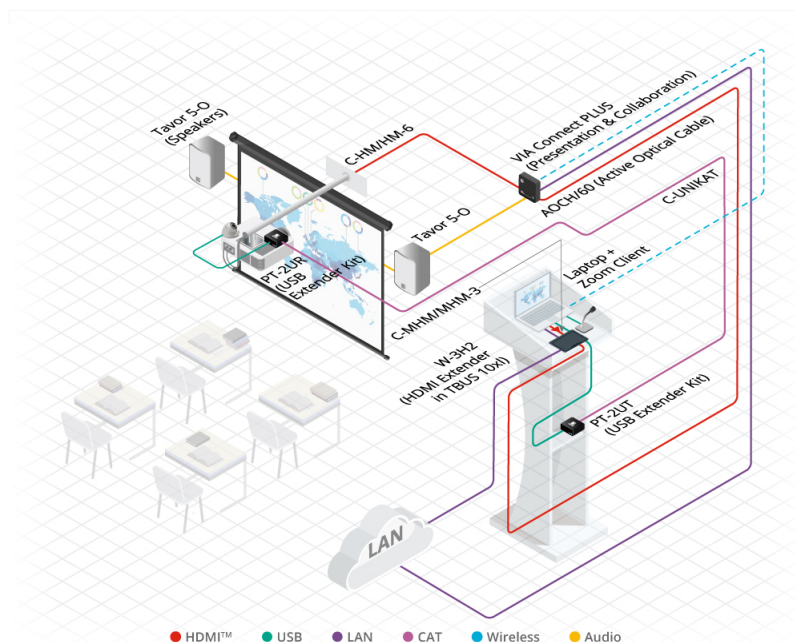 Tavor 5-O
(Speakers)
C-HM/HM-6
VIA Connect PLUS
(Presentation & Collaboration)
AOCH/60 (Active Optical Cable)
C-UNIKAT
Tavor 5-O
PT-2UR
(USB
Extender Kit)
C-MHM/MHM-3
Laptop +
Zoom Client
W-3H2
(HDMI Extender
in TBUS 10xl)
PT-2UT
(USB Extender Kit)
LAN
HDMI™
USB
LAN
CAT
Wireless
Audio